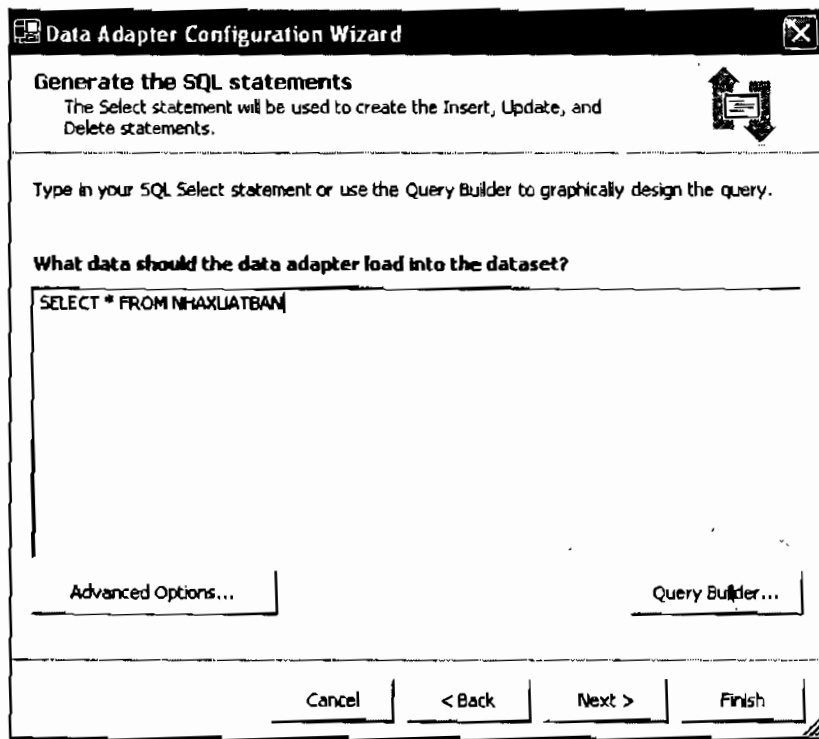 Data Adapter Configuration Wizard
Generate the SQL statements
The Select statement will be used to create the Insert, Update, and
Delete statements.
Type in your SQL Select statement or use the Query Builder to graphically design the query.
What data should the data adapter load into the dataset?
SELECT * FROM NHAXUATBAN
Advanced Options...
Query Builder...
Cancel
< Back
Next >
Finish